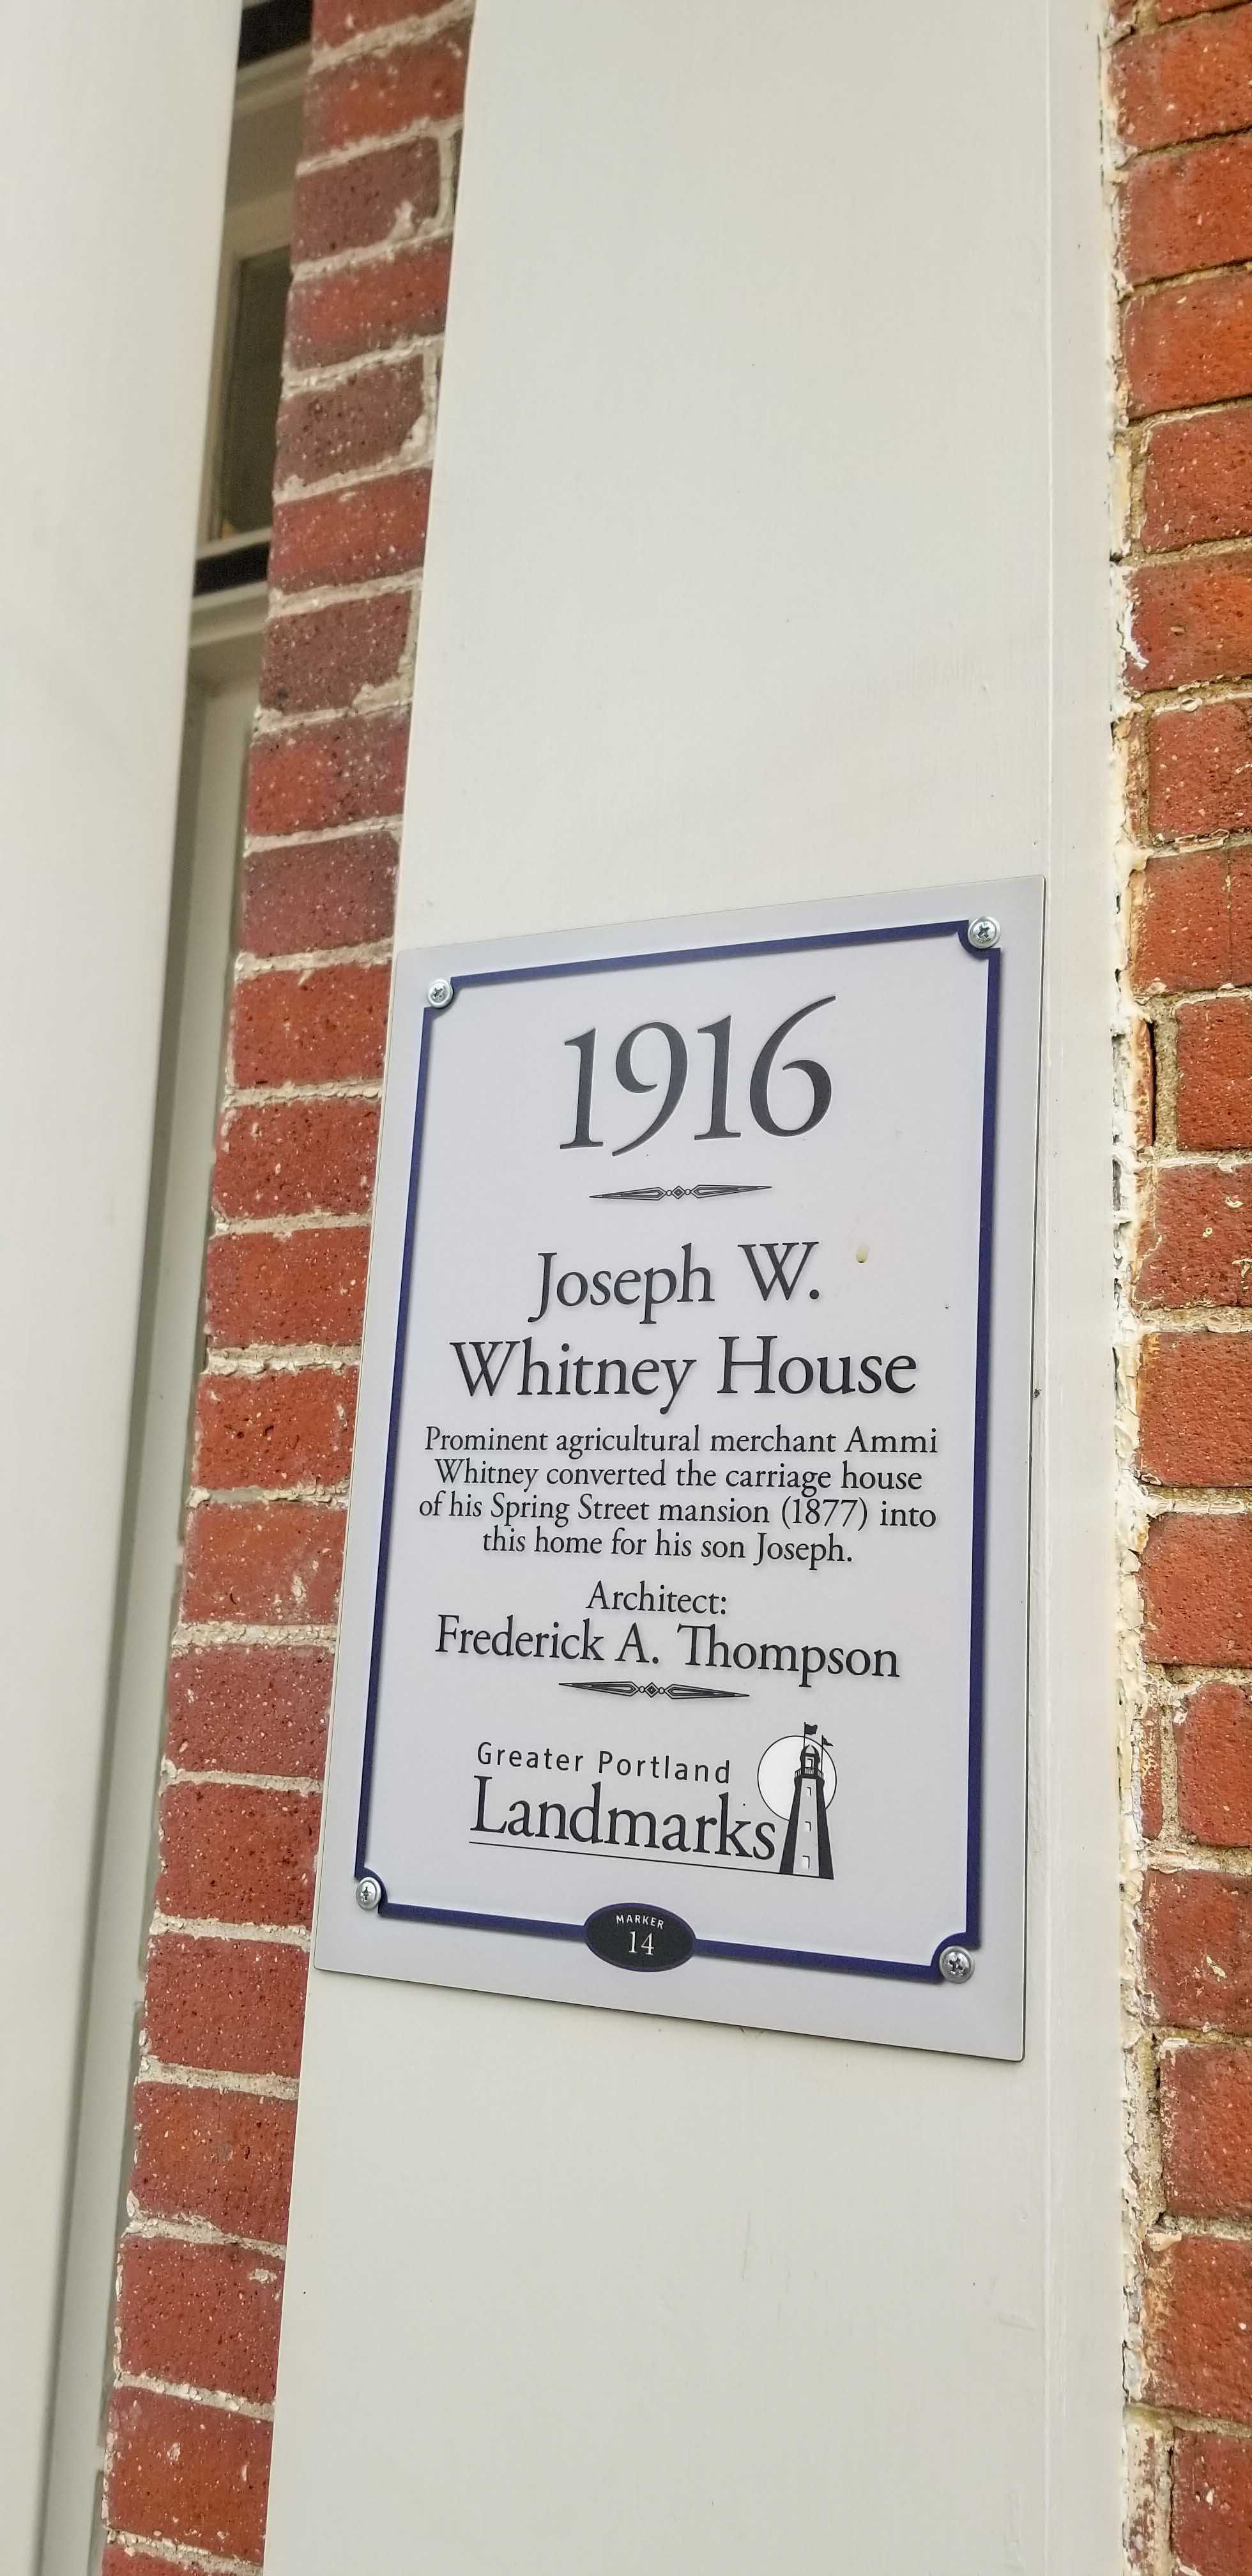 1916
Joseph W.
Whitney House
Prominent agricultural merchant Ammi
Whitney converted the carriage house
of his Spring Street mansion (1877) into
this home for his son Joseph.
Architect:
Frederick A. Thompson
Greater Portland
Landmarks
MARKER
14